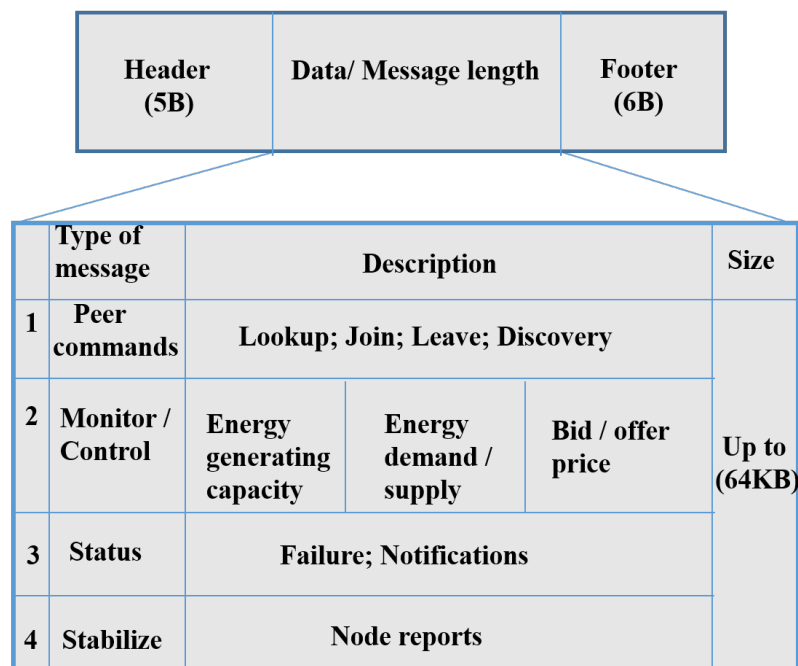 Header
(5B)
Data/ Message length
Footer
(6B)
Type of
message
Description
Size
1
Peer
commands
Lookup; Join; Leave; Discovery
2
Monitor /
Control
Energy
generating
capacity
Energy
demand /
supply
Bid / offer
price
Up to
(64KB)
3
Status
Failure; Notifications
4
Stabilize
Node reports